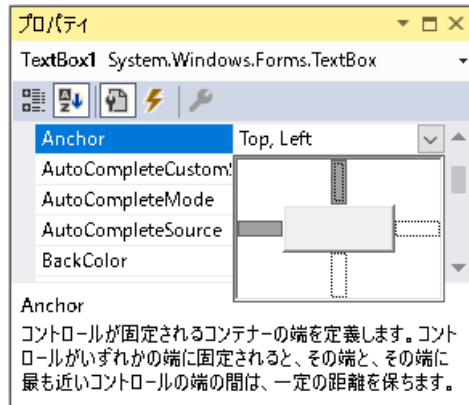 プロパティ
TextBox1 System.Windows.Forms.TextBox
Anchor Top, Left
AutoCompleteCustomS
AutoCompleteMode
AutoCompleteSource
BackColor
Anchor
コントロールが固定されるコンテナーの端を定義します。コント
ロールがいずれかの端に固定されると、その端と、その端に
最も近いコントロールの端の間は、一定の距離を保ちます。